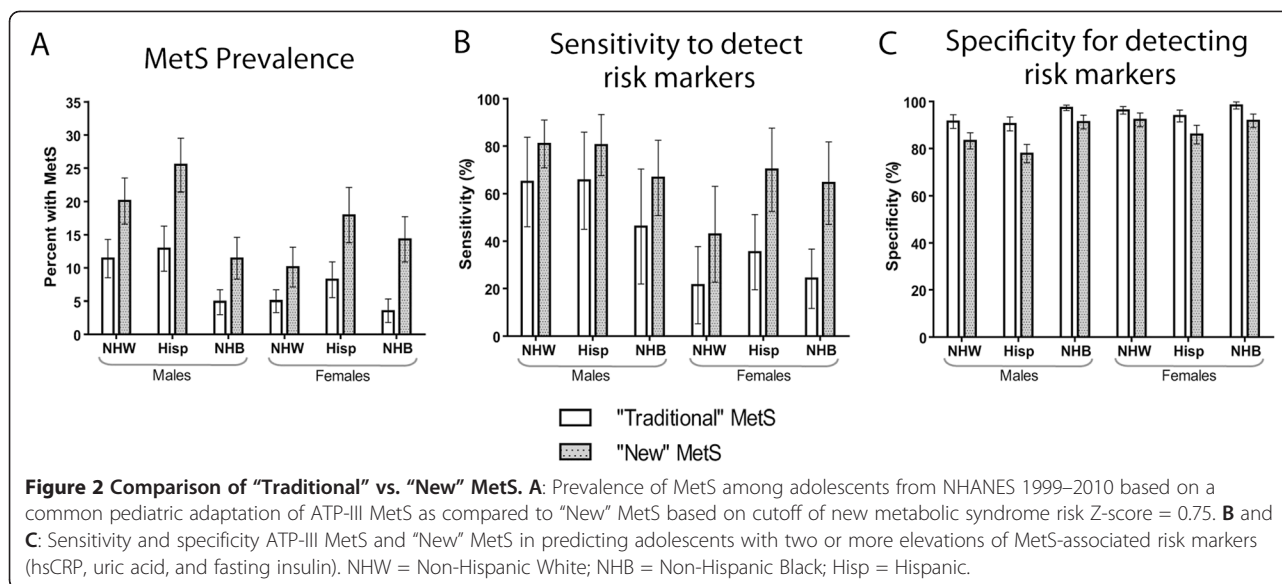 A
MetS Prevalence
35
30
25
20
15
10
5
0
Percent with MetS
NHW Hisp NHB NHW Hisp NHB
Males Females
B
Sensitivity to detect
risk markers
100
80
60
40
20
0
Sensitivity (%)
NHW Hisp NHB NHW Hisp NHB
Males Females
C
Specificity for detecting
risk markers
100
80
60
40
20
0
Specificity (%)
NHW Hisp NHB NHW Hisp NHB
Males Females
"Traditional" MetS
"New" MetS
Figure 2 Comparison of “Traditional” vs. “New” MetS. A: Prevalence of MetS among adolescents from NHANES 1999–2010 based on a
common pediatric adaptation of ATP-III MetS as compared to “New” MetS based on cutoff of new metabolic syndrome risk Z-score = 0.75. B and
C: Sensitivity and specificity ATP-III MetS and “New” MetS in predicting adolescents with two or more elevations of MetS-associated risk markers
(hsCRP, uric acid, and fasting insulin). NHW = Non-Hispanic White; NHB = Non-Hispanic Black; Hisp = Hispanic.